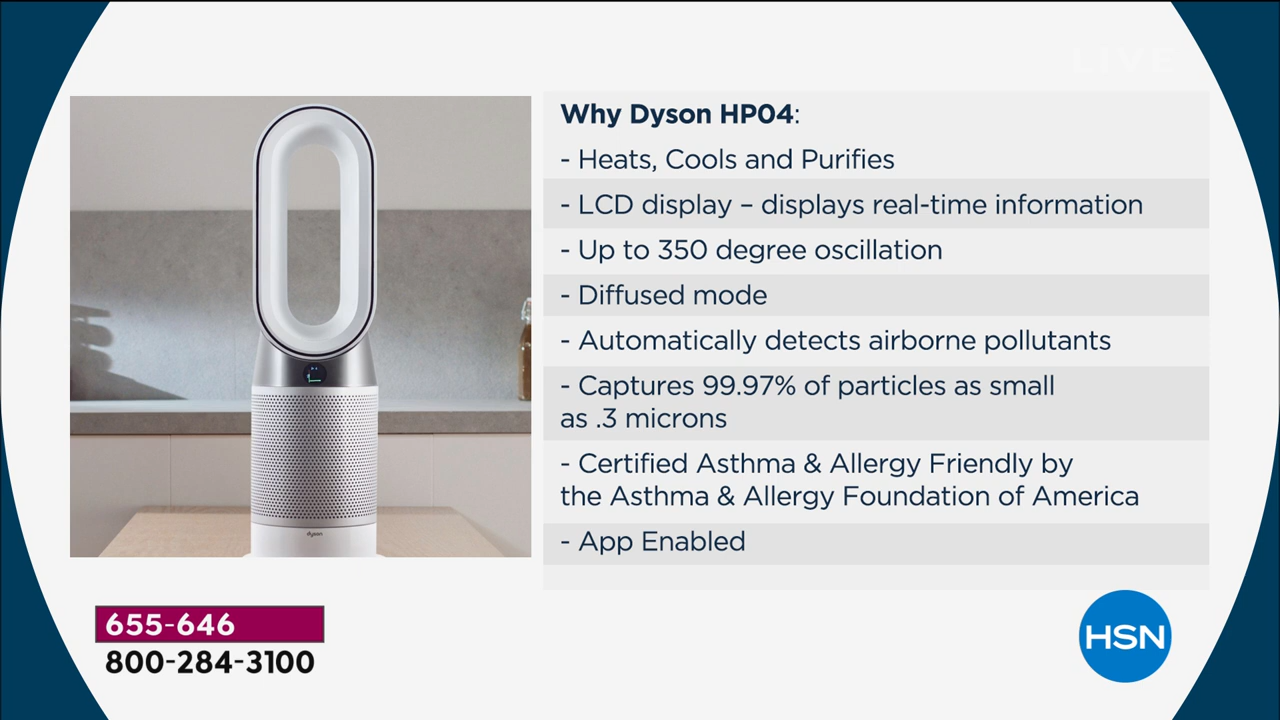 LIVE
Why Dyson HP04:
- Heats, Cools and Purifies
- LCD display – displays real-time information
- Up to 350 degree oscillation
- Diffused mode
- Automatically detects airborne pollutants
- Captures 99.97% of particles as small
as .3 microns
- Certified Asthma & Allergy Friendly by
the Asthma & Allergy Foundation of America
- App Enabled
dyson
655-646
800-284-3100
HSN